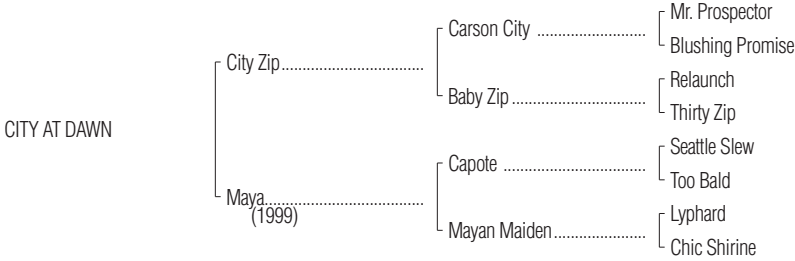 Mr. Prospector
Carson City ..........................
Blushing Promise
City Zip..................................
Relaunch
Baby Zip................................
Thirty Zip
CITY AT DAWN
Seattle Slew
Capote ..................................
Too Bald
Maya......................................
(1999)
Lyphard
Mayan Maiden......................
Chic Shirine